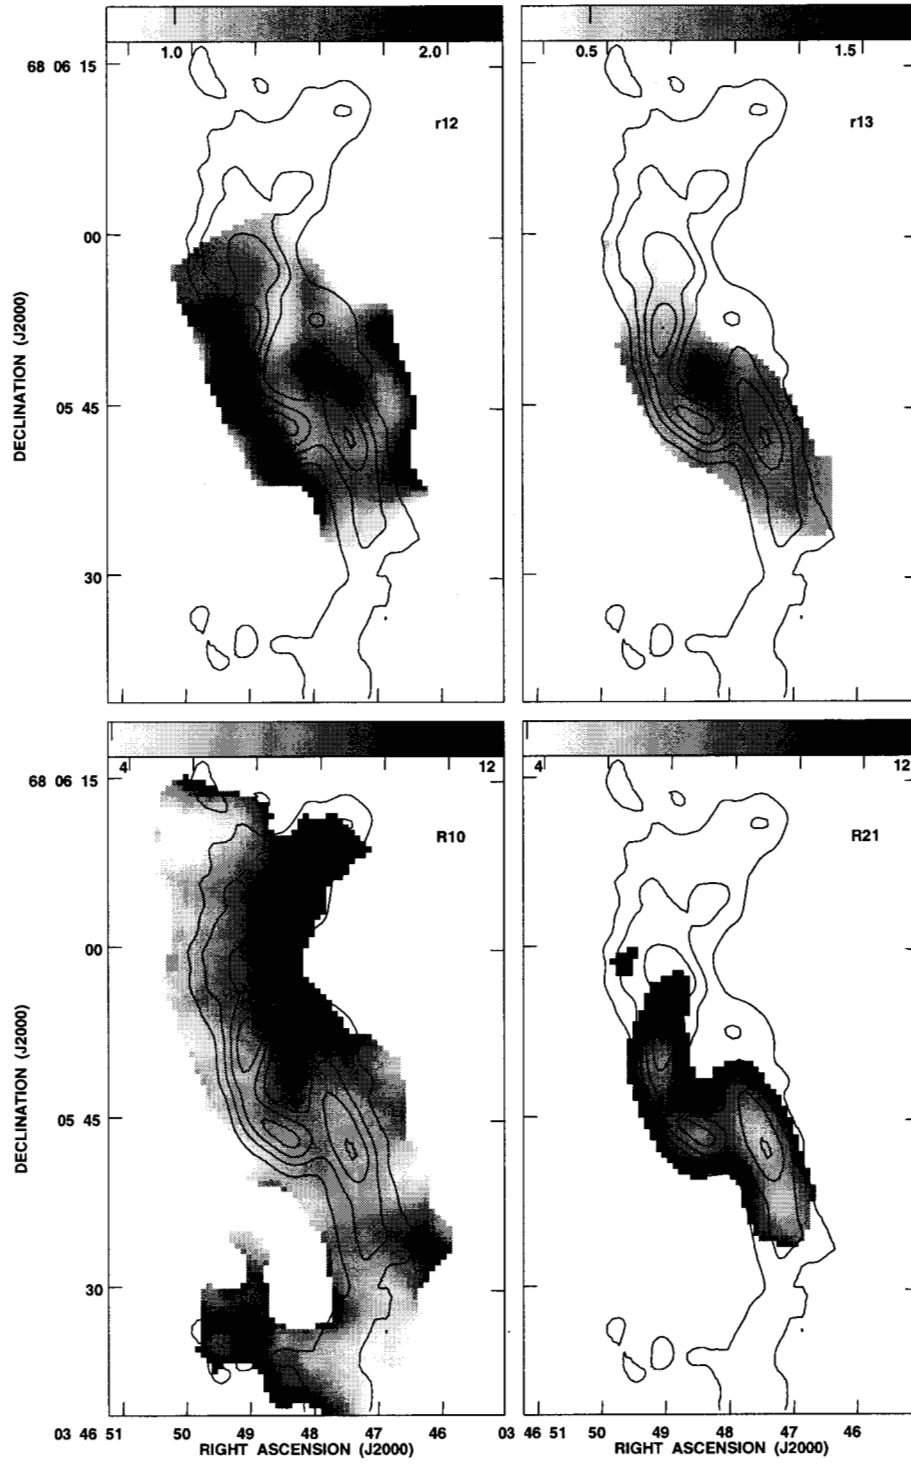 1.0 2.0
0.5 1.5
68 06 15
r12
r13
00
DECLINATION (J2000)
05 45
30
4 12
4 12
68 06 15
R10
R21
00
DECLINATION (J2000)
05 45
30
03 46 51 50 49 48 47 46
03 46 51 50 49 48 47 46
RIGHT ASCENSION (J2000)
RIGHT ASCENSION (J2000)